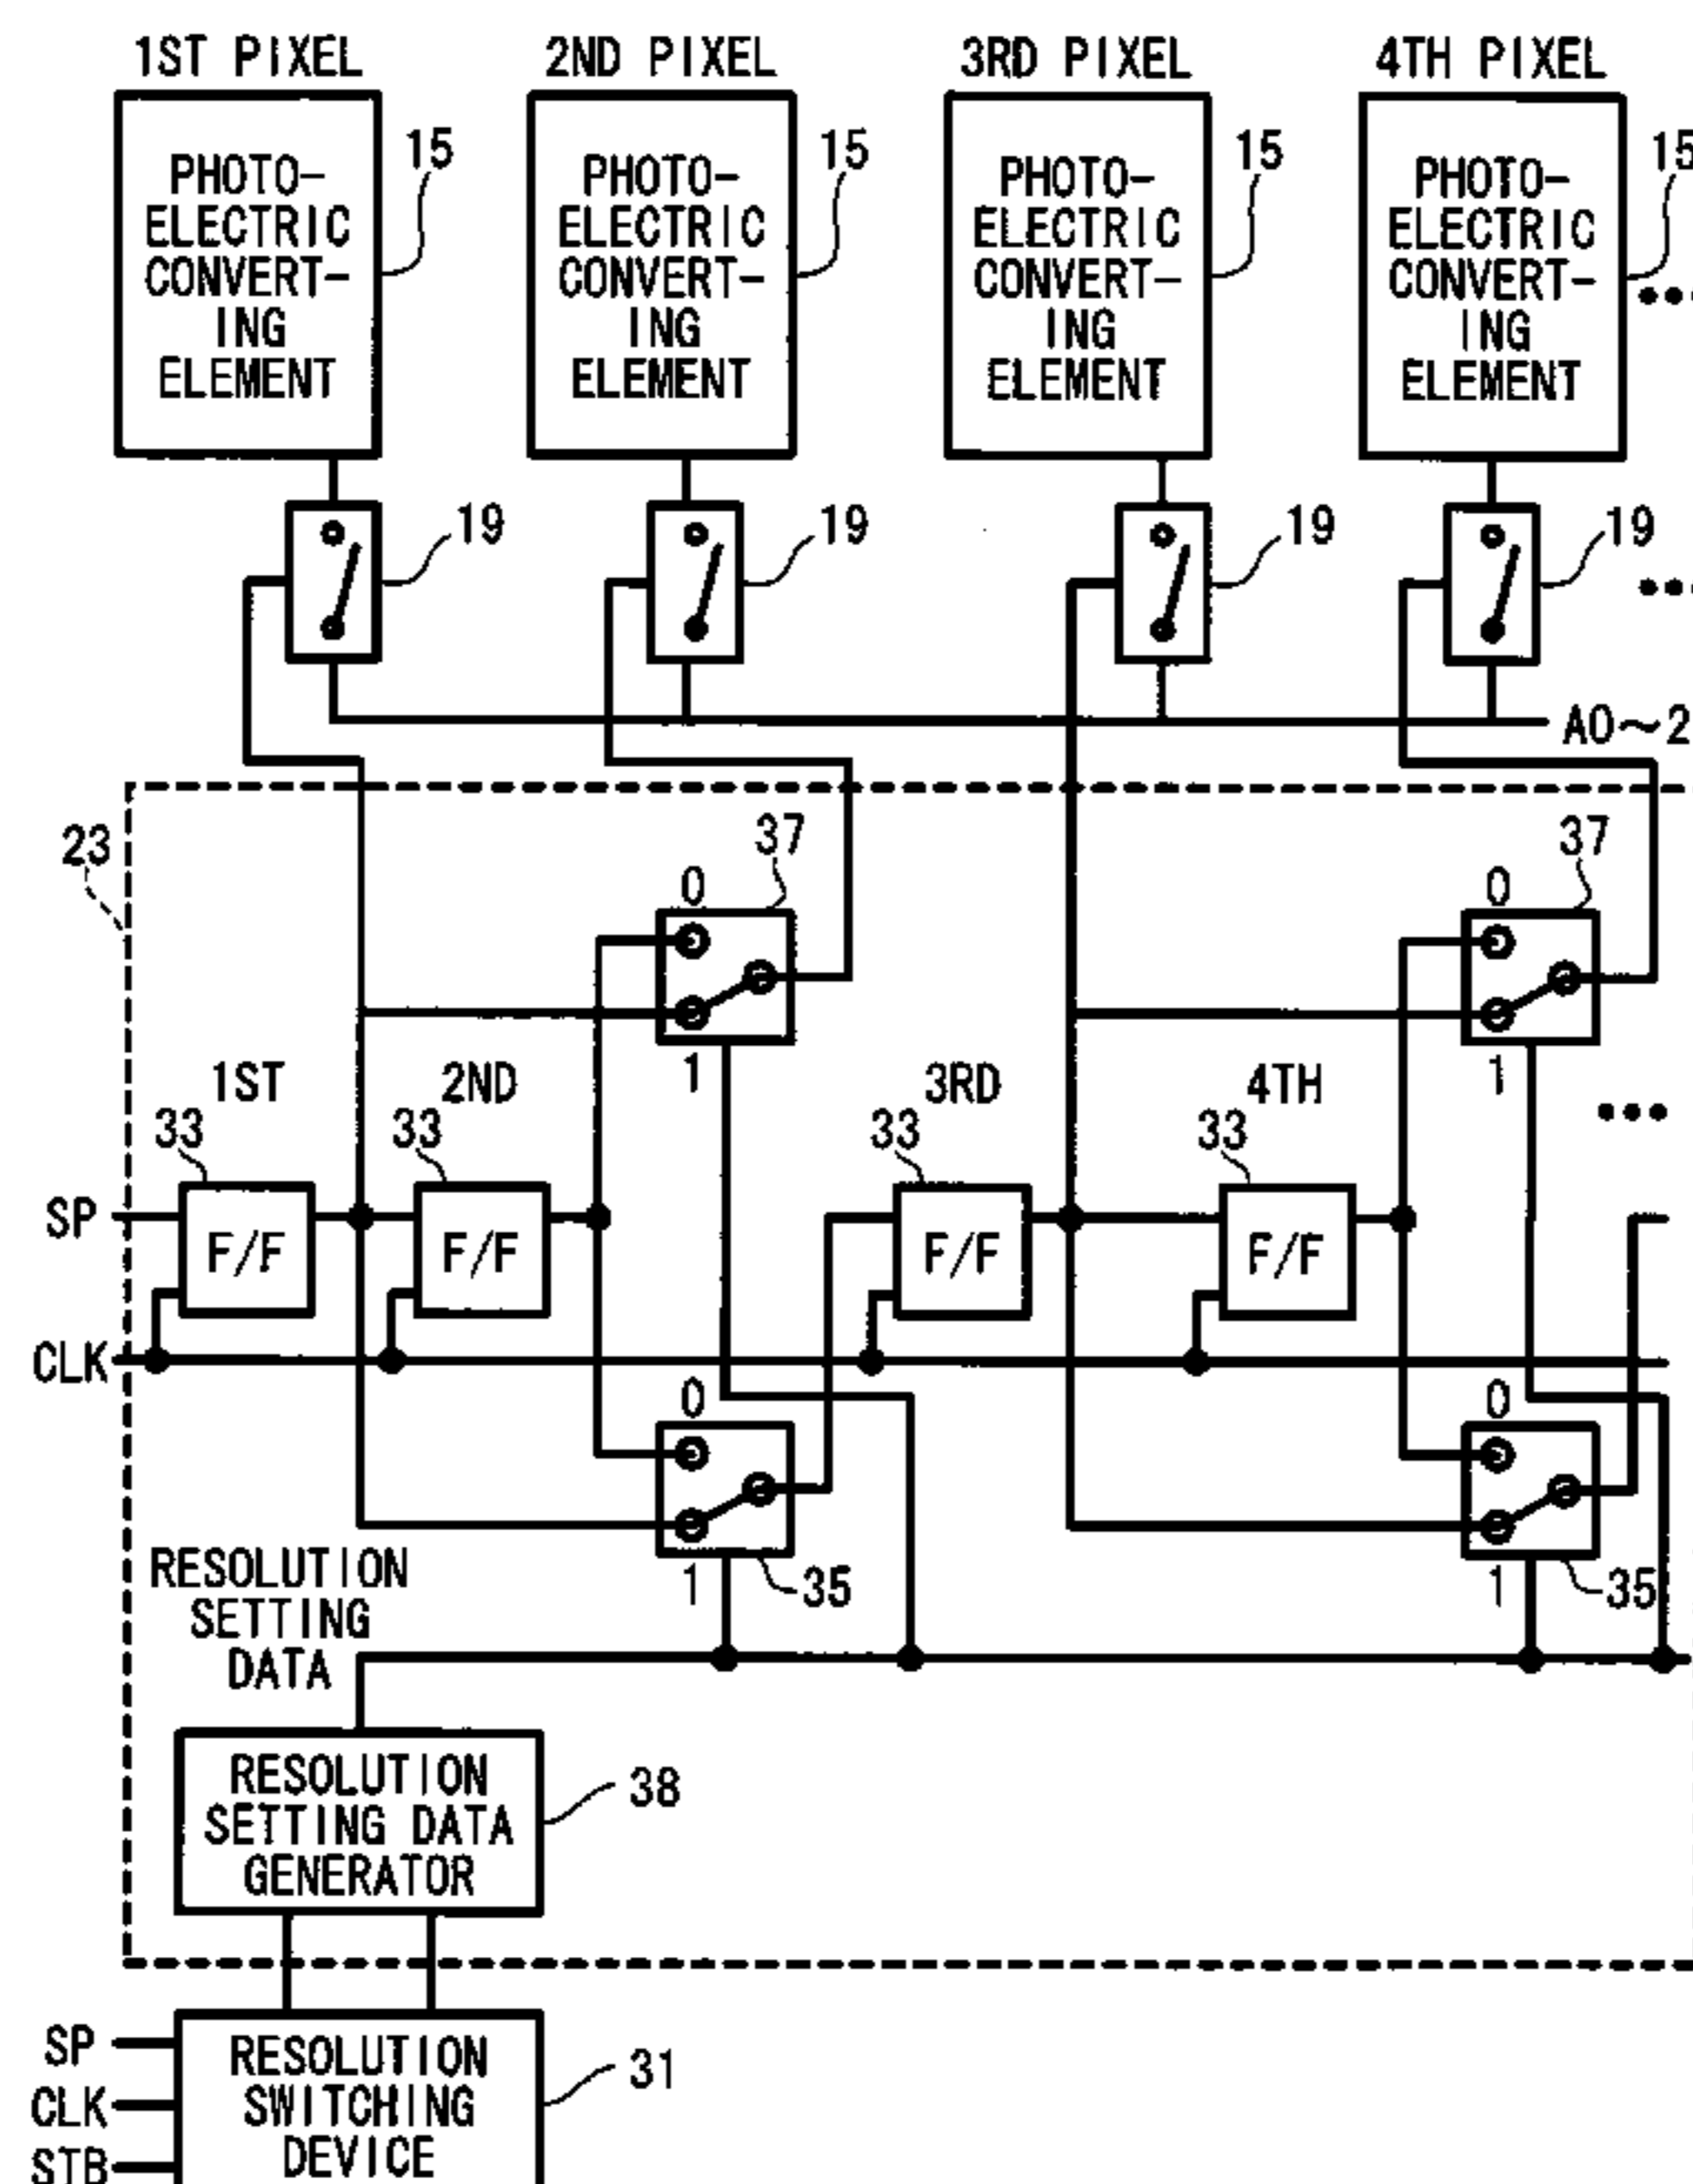 1ST PIXEL 2ND PIXEL 3RD PIXEL 4TH PIXEL
PHOTO-
ELECTRIC
CONVERT-
ING
ELEMENT
15
PHOTO-
ELECTRIC
CONVERT-
ING
ELEMENT
15
PHOTO-
ELECTRIC
CONVERT-
ING
ELEMENT
15
PHOTO-
ELECTRIC
CONVERT-
ING
ELEMENT
15
19 19 19 19
A0~2
23
37 37
0 0
1 1
1ST 2ND 3RD 4TH
33 33 33 33
SP
F/F F/F F/F F/F
CLK
0 0
1 35 1 35
RESOLUTION
SETTING
DATA
RESOLUTION
SETTING DATA
GENERATOR
38
SP
CLK
STB
RESOLUTION
SWITCHING
DEVICE
31